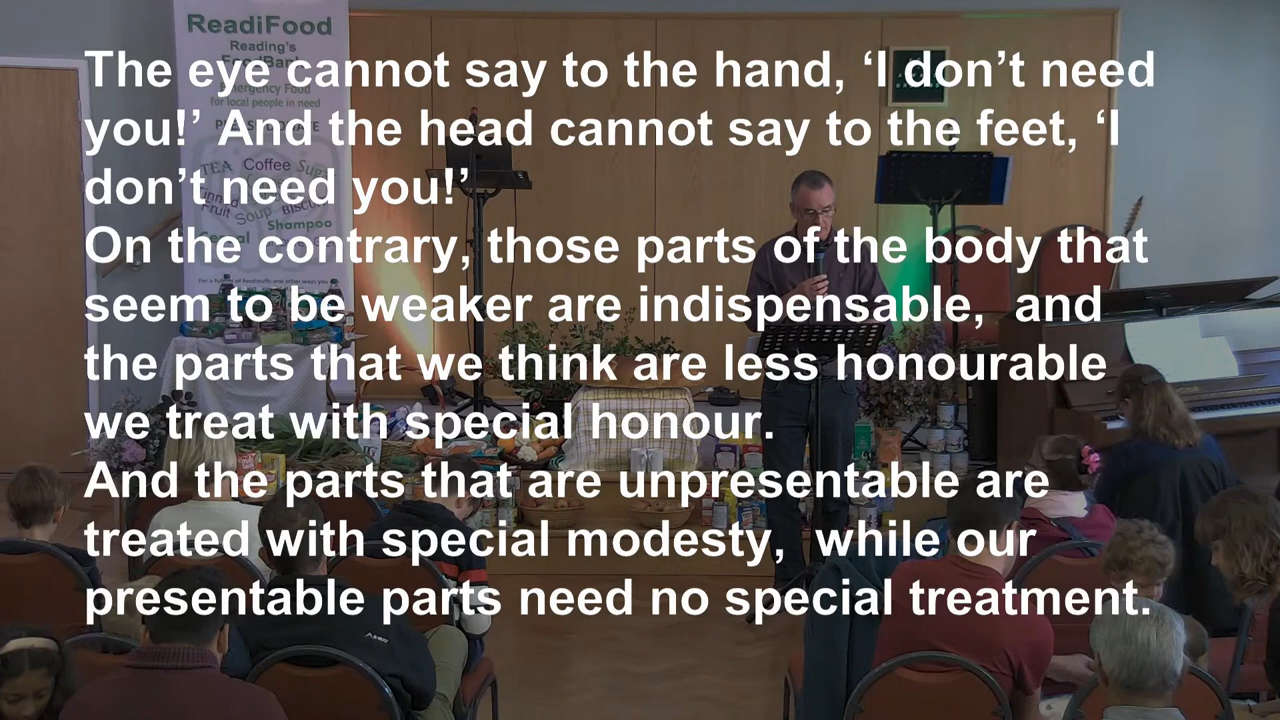 ReadiFood
Reading's
The eye cannot say to the hand, ‘I don’t need
you!’ And the head cannot say to the feet, ‘I
don’t need you!’
On the contrary, those parts of the body that
seem to be weaker are indispensable, and
the parts that we think are less honourable
we treat with special honour.
And the parts that are unpresentable are
treated with special modesty, while our
presentable parts need no special treatment.
Emergency Food
for local people in need
TEA Coffee
Fruit Soup
Shampoo